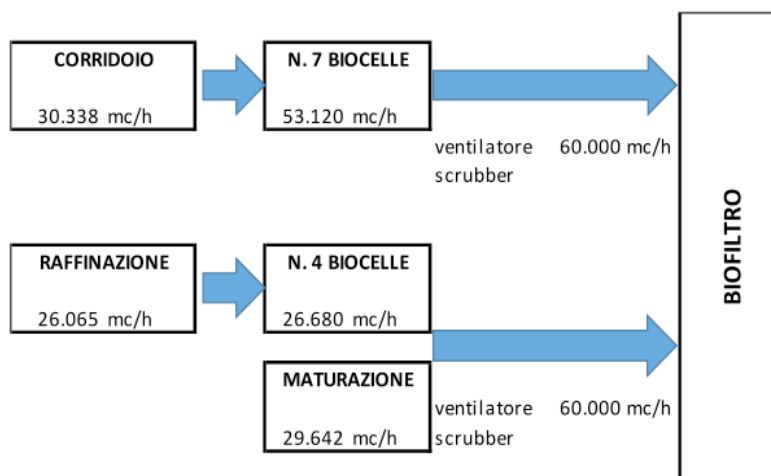 CORRIDOIO
30.338 mc/h
N. 7 BIOCELLE
53.120 mc/h
ventilatore 60.000 mc/h
scrubber
RAFFINAZIONE
26.065 mc/h
N. 4 BIOCELLE
26.680 mc/h
MATURAZIONE
29.642 mc/h
ventilatore 60.000 mc/h
scrubber
BIOFILTRO